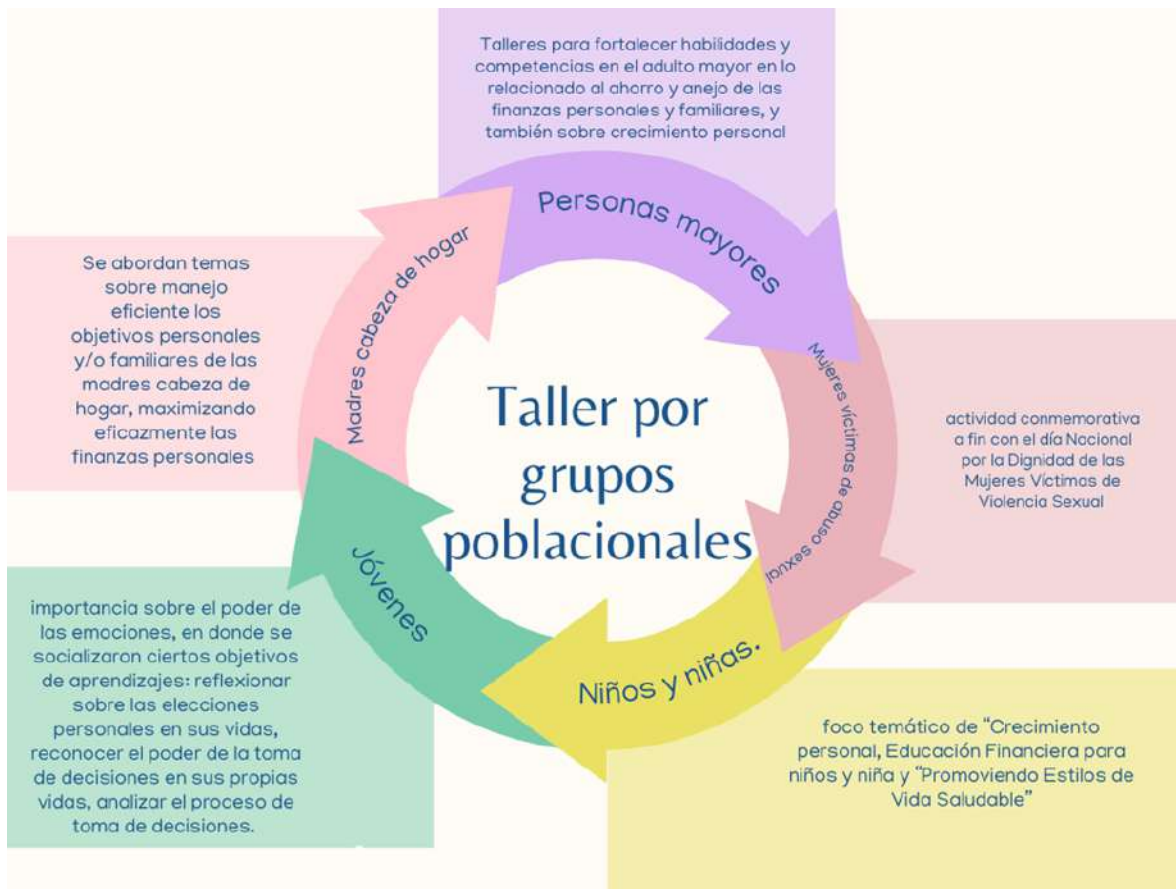 Talleres para fortalecer habilidades y
competencias en el adulto mayor en lo
relacionado al ahorro y anejo de las
finanzas personales y familiares, y
también sobre crecimiento personal
Personas mayores
Madres cabeza de hogar
Se abordan temas
sobre manejo
eficiente los
objetivos personales
y/o familiares de las
madres cabeza de
hogar, maximizando
eficazmente las
finanzas personales
Taller por
grupos
poblacionales
Mujeres víctimas de abuso sexual
actividad conmemorativa
a fin con el día Nacional
por la Dignidad de las
Mujeres Víctimas de
Violencia Sexual
Jóvenes
importancia sobre el poder de
las emociones, en donde se
socializaron ciertos objetivos
de aprendizajes: reflexionar
sobre las elecciones
personales en sus vidas,
reconocer el poder de la toma
de decisiones en sus propias
vidas, analizar el proceso de
toma de decisiones.
Niños y niñas.
foco temático de “Crecimiento
personal, Educación Financiera para
niños y niña y “Promoviendo Estilos de
Vida Saludable”